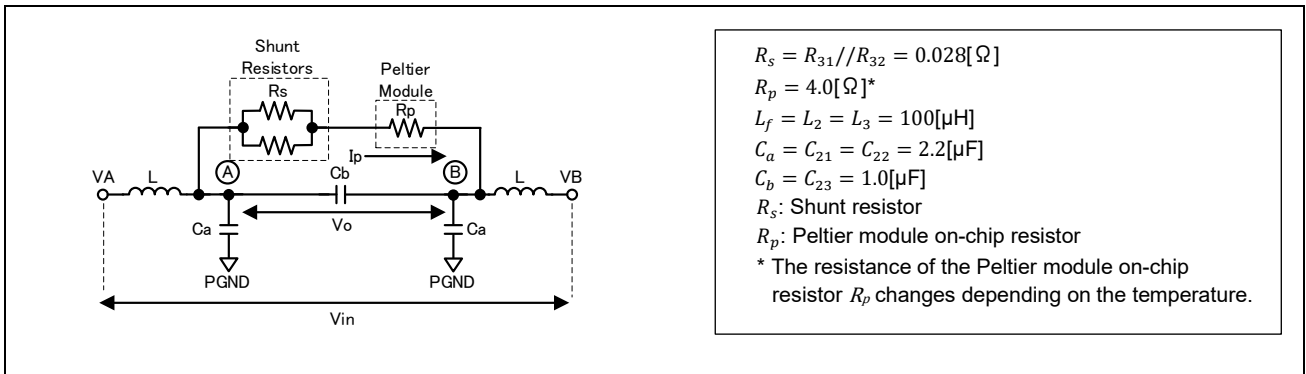 Shunt
Resistors
Rs
Peltier
Module
Rp
Ip
A
B
VA
L
Cb
L
VB
Ca
Vo
Ca
PGND
PGND
Vin
R_s = R_31//R_32 = 0.028[Ω]
R_p = 4.0[Ω]*
L_f = L_2 = L_3 = 100[µH]
C_a = C_21 = C_22 = 2.2[µF]
C_b = C_23 = 1.0[µF]
R_s: Shunt resistor
R_p: Peltier module on-chip resistor
* The resistance of the Peltier module on-chip
resistor R_p changes depending on the temperature.